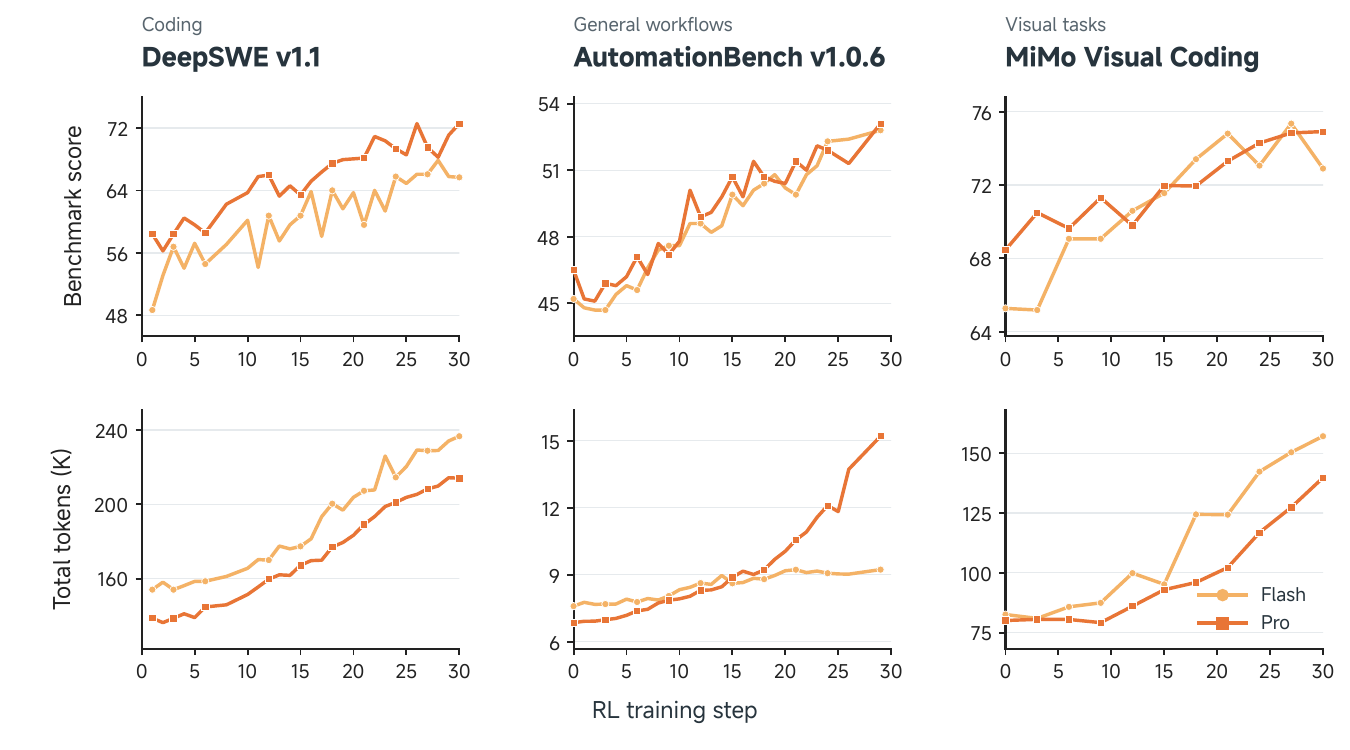 Coding
DeepSWE v1.1
General workflows
AutomationBench v1.0.6
Visual tasks
MiMo Visual Coding
Benchmark score
72
64
56
48
0 5 10 15 20 25 30
54
51
48
45
0 5 10 15 20 25 30
76
72
68
64
0 5 10 15 20 25 30
Total tokens (K)
240
200
160
0 5 10 15 20 25 30
15
12
9
6
0 5 10 15 20 25 30
150
125
100
75
Flash
Pro
0 5 10 15 20 25 30
RL training step